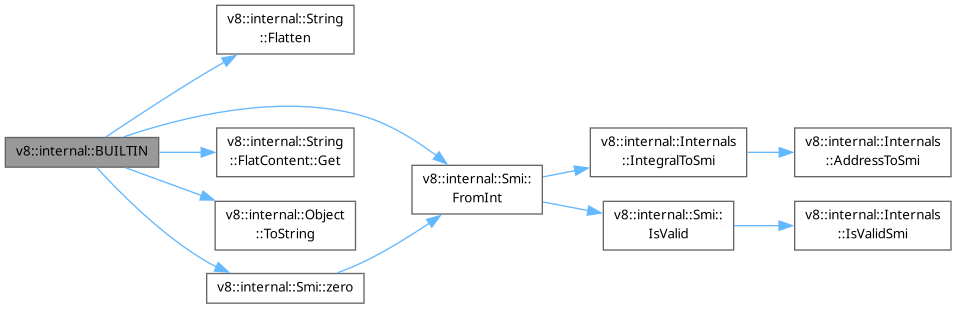 v8::internal::String
::Flatten
v8::internal::BUILTIN
v8::internal::String
::FlatContent::Get
v8::internal::Object
::ToString
v8::internal::Smi::zero
v8::internal::Smi::
FromInt
v8::internal::Internals
::IntegralToSmi
v8::internal::Internals
::AddressToSmi
v8::internal::Smi::
IsValid
v8::internal::Internals
::IsValidSmi